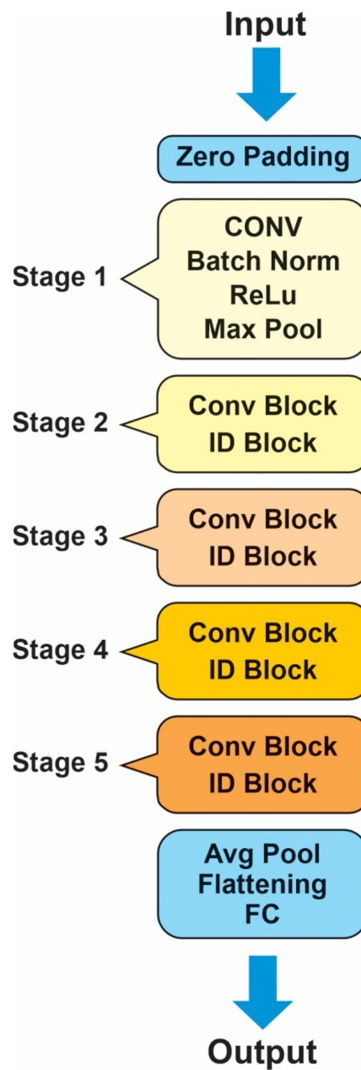 Input
Zero Padding
Stage 1
CONV
Batch Norm
ReLu
Max Pool
Stage 2
Conv Block
ID Block
Stage 3
Conv Block
ID Block
Stage 4
Conv Block
ID Block
Stage 5
Conv Block
ID Block
Avg Pool
Flattening
FC
Output